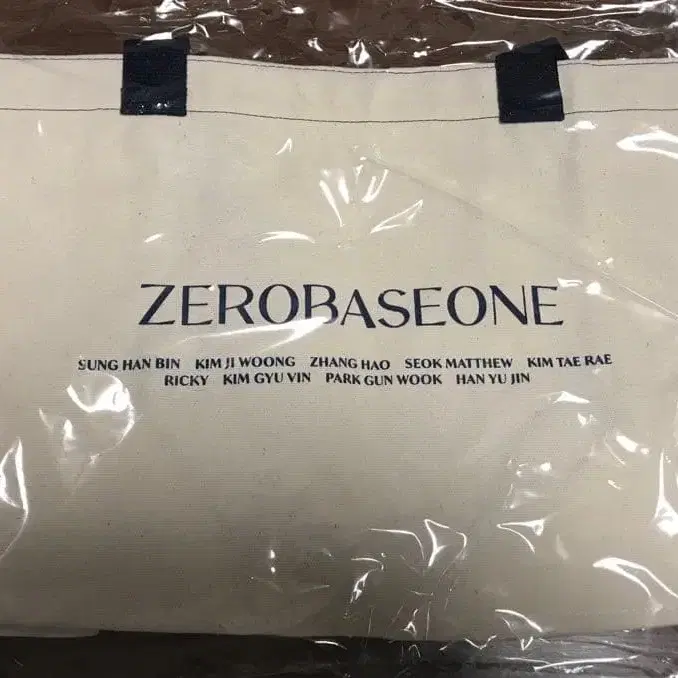 ZEROBASEONE
SUNG HAN BIN KIM JI WOONG ZHANG HAO SEOK MATTHEW KIM TAE RAE
RICKY KIM GYU VIN PARK GUN WOOK HAN YU JIN